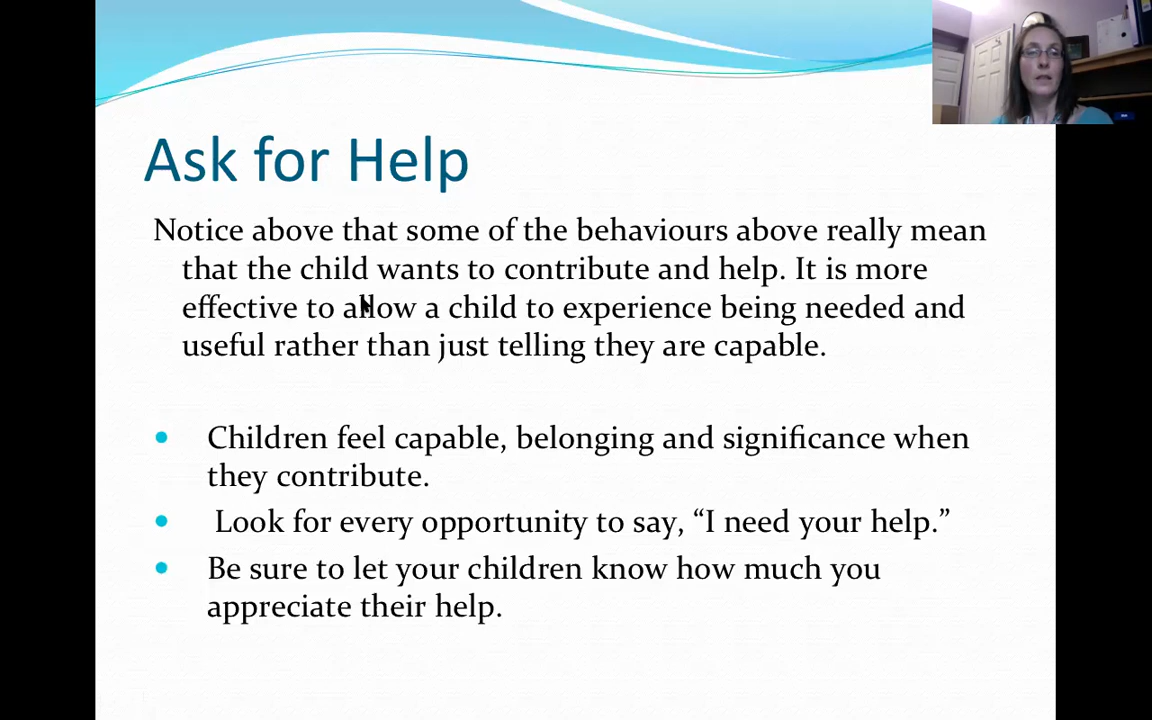 Ask for Help
Notice above that some of the behaviours above really mean
that the child wants to contribute and help. It is more
effective to allow a child to experience being needed and
useful rather than just telling they are capable.
Children feel capable, belonging and significance when
they contribute.
Look for every opportunity to say, “I need your help.”
Be sure to let your children know how much you
appreciate their help.